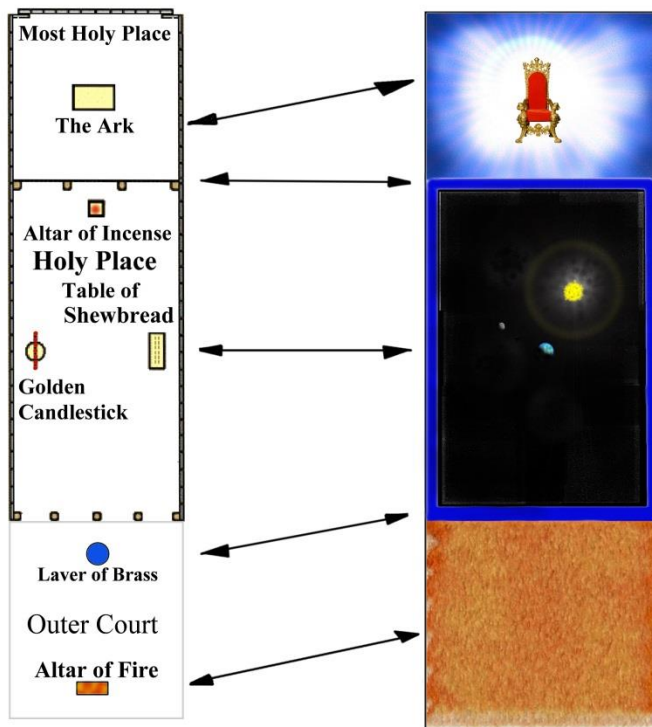 Most Holy Place
The Ark
Altar of Incense
Holy Place
Table of
Shewbread
Golden
Candlestick
Laver of Brass
Outer Court
Altar of Fire